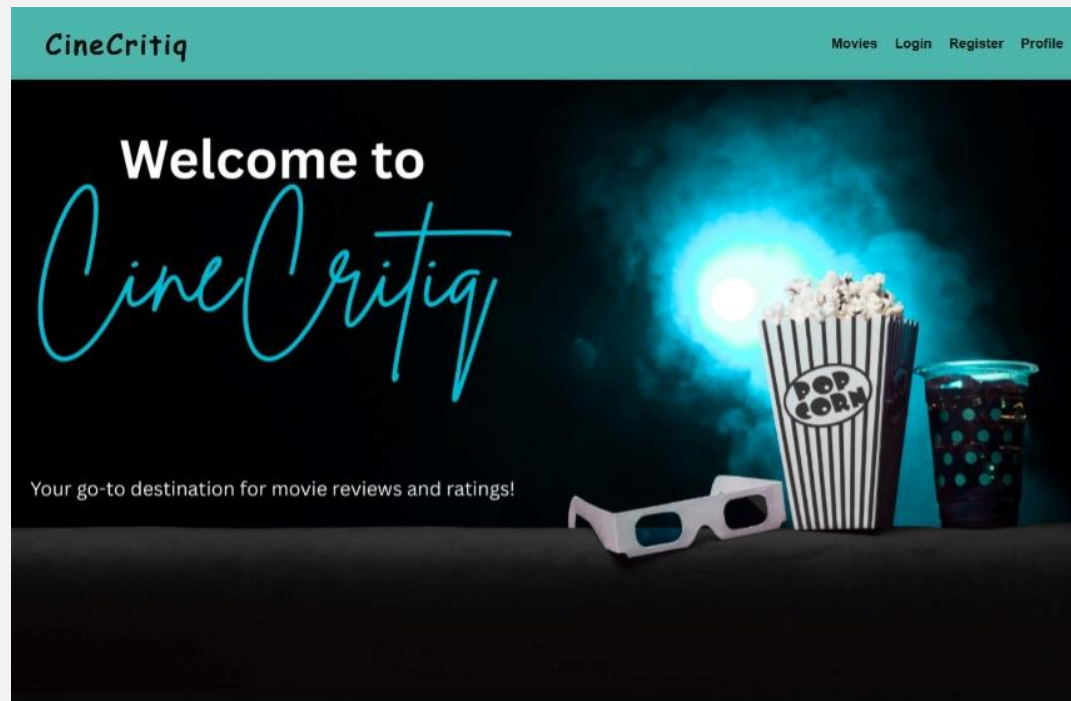 CineCritiq
Movies Login Register Profile
Welcome to
CineCritiq
POP
CORN
Your go-to destination for movie reviews and ratings!